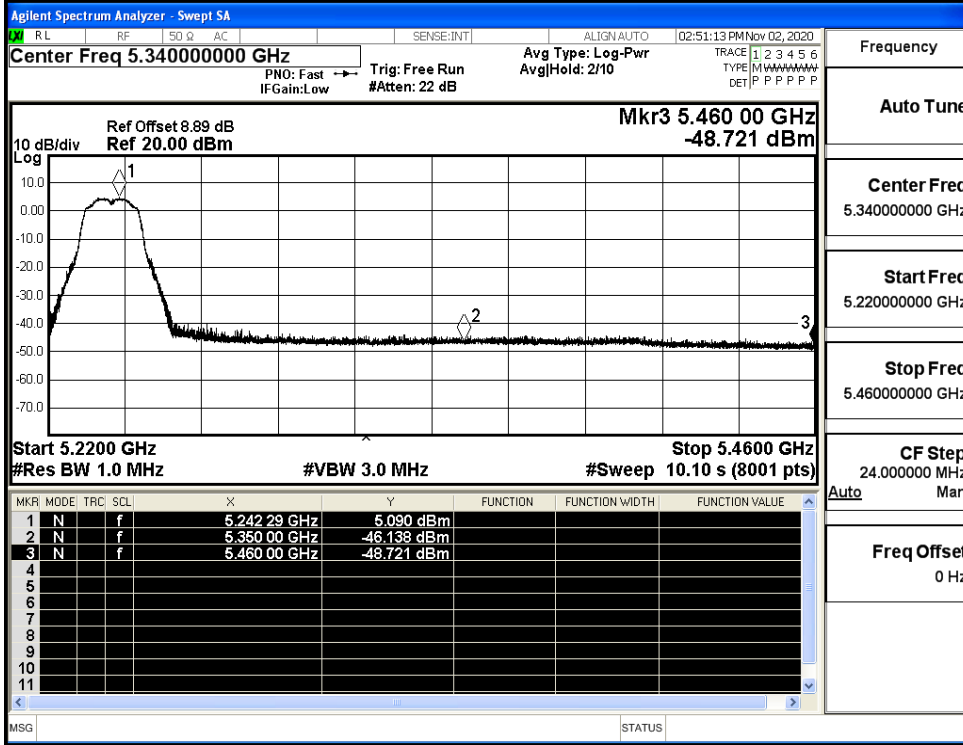 Agilent Spectrum Analyzer - Swept SA
LXI RL RF 50 Ω AC SENSE:INT ALIGN AUTO 02:51:13 PM Nov 02, 2020
Center Freq 5.340000000 GHz
PNO: Fast
IFGain:Low
Trig: Free Run
#Atten: 22 dB
Avg Type: Log-Pwr
Avg|Hold: 2/10
TRACE 1 2 3 4 5 6
TYPE M WWWWW
DET P P P P P P
Ref Offset 8.89 dB
10 dB/div Ref 20.00 dBm
Log
Mkr3 5.460 00 GHz
-48.721 dBm
10.0
0.00
-10.0
-20.0
-30.0
-40.0
-50.0
-60.0
-70.0
1
2
3
Start 5.2200 GHz Stop 5.4600 GHz
#Res BW 1.0 MHz #VBW 3.0 MHz #Sweep 10.10 s (8001 pts)
MKR MODE TRC SCL X Y FUNCTION FUNCTION WIDTH FUNCTION VALUE
1 N f 5.242 29 GHz 5.090 dBm
2 N f 5.350 00 GHz -46.138 dBm
3 N f 5.460 00 GHz -48.721 dBm
4
5
6
7
8
9
10
11
MSG STATUS
Frequency
Auto Tune
Center Freq
5.340000000 GHz
Start Freq
5.220000000 GHz
Stop Freq
5.460000000 GHz
CF Step
24.000000 MHz
Auto Man
Freq Offset
0 Hz